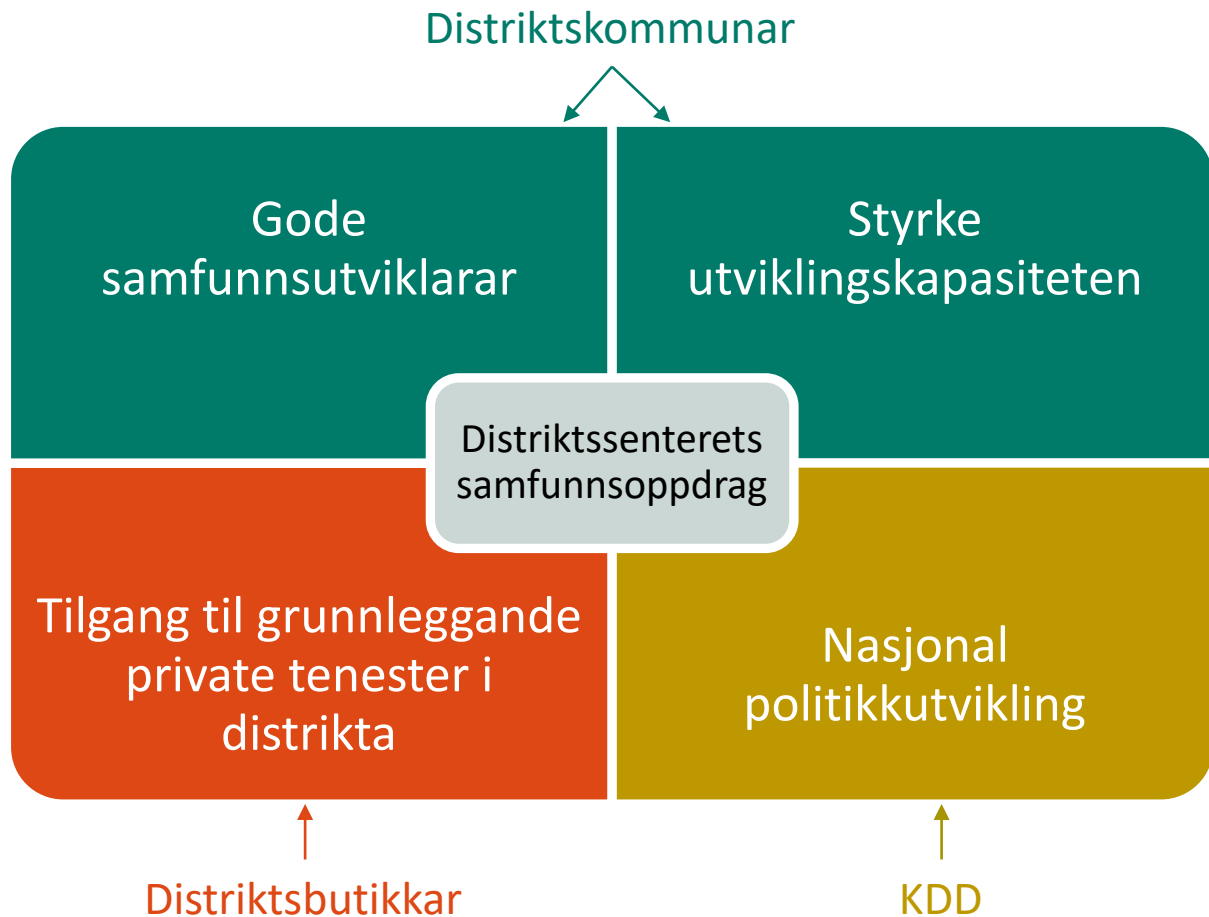 Distriktskommunar
Gode
samfunnsutviklarar
Styrke
utviklingskapasiteten
Distriktssenterets
samfunnsoppdrag
Tilgang til grunnleggande
private tenester i
distrikta
Nasjonal
politikkutvikling
Distriktsbutikkar
KDD